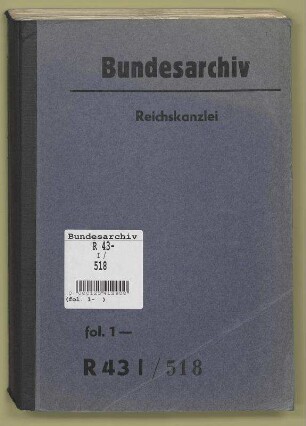 Bundesarchiv
Reichskanzlei
Bundesarchiv
R 43-
I/
518
(fol. 1- )
fol. 1—
R 43 I / 518